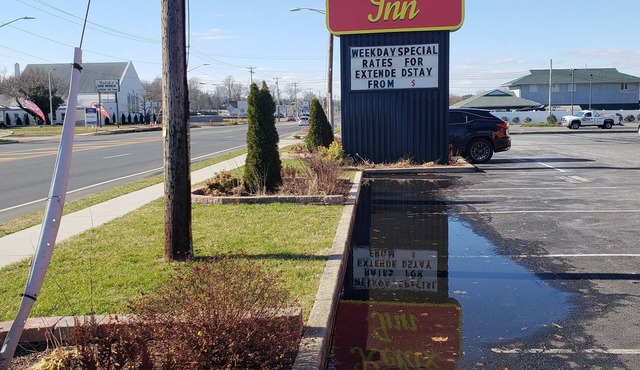 Inn
WEEKDAY SPECIAL
RATES FOR
EXTENDE DSTAY
FROM $